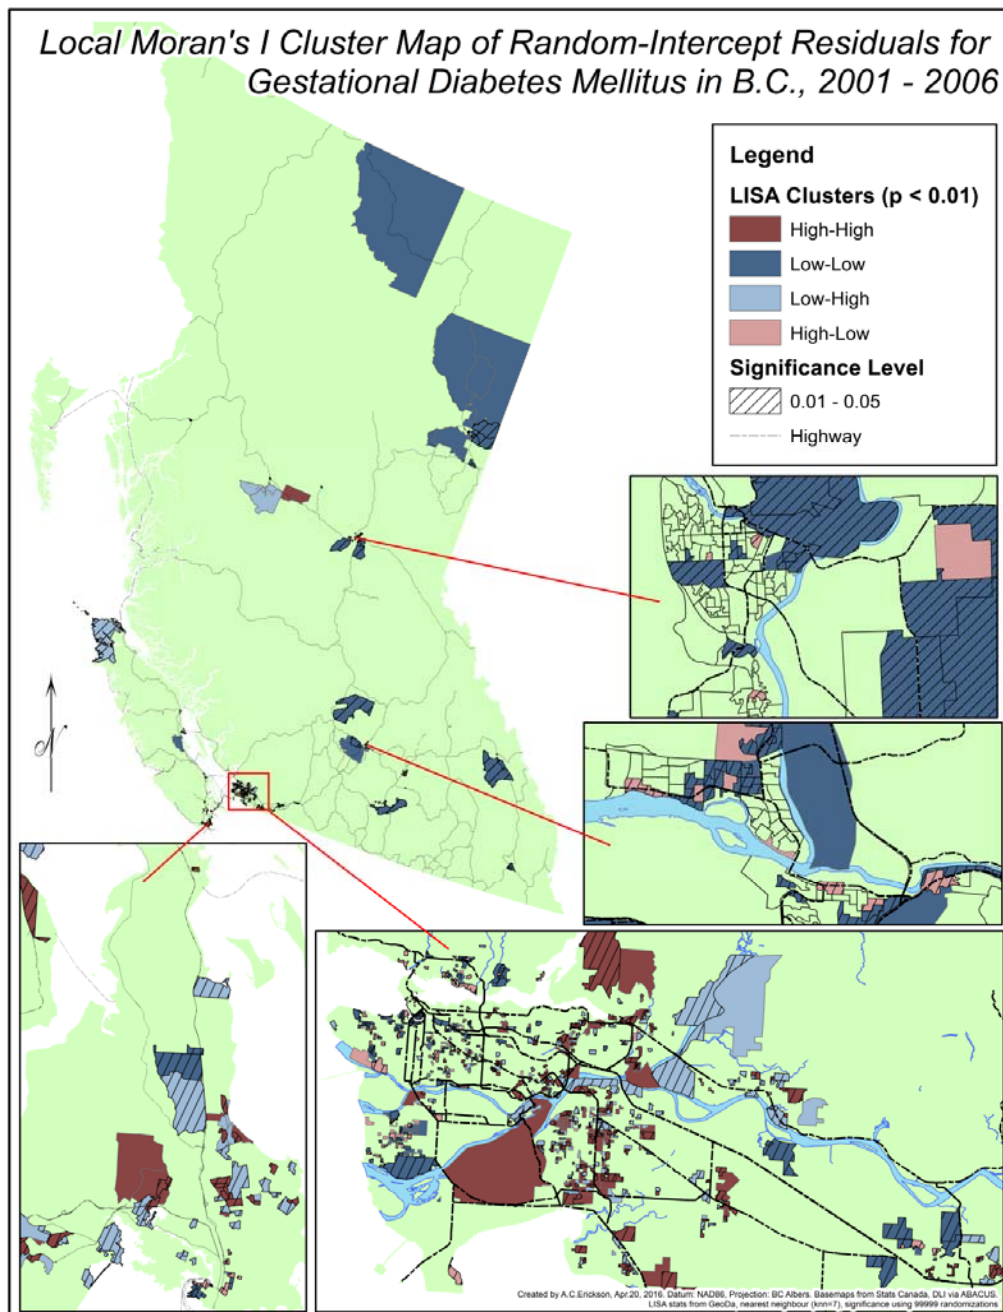 Local Moran's I Cluster Map of Random-Intercept Residuals for
Gestational Diabetes Mellitus in B.C., 2001 - 2006
Legend
LISA Clusters (p < 0.01)
High-High
Low-Low
Low-High
High-Low
Significance Level
0.01 - 0.05
Highway
N
Created by A.C.Erickson, Apr.20, 2016. Datum: NAD86, Projection: BC Albers. Basemaps from Stats Canada, DLI via ABACUS.
LISA stats from GeoDa, nearest neighbour (knn=7), significance using 99999 randomizations.